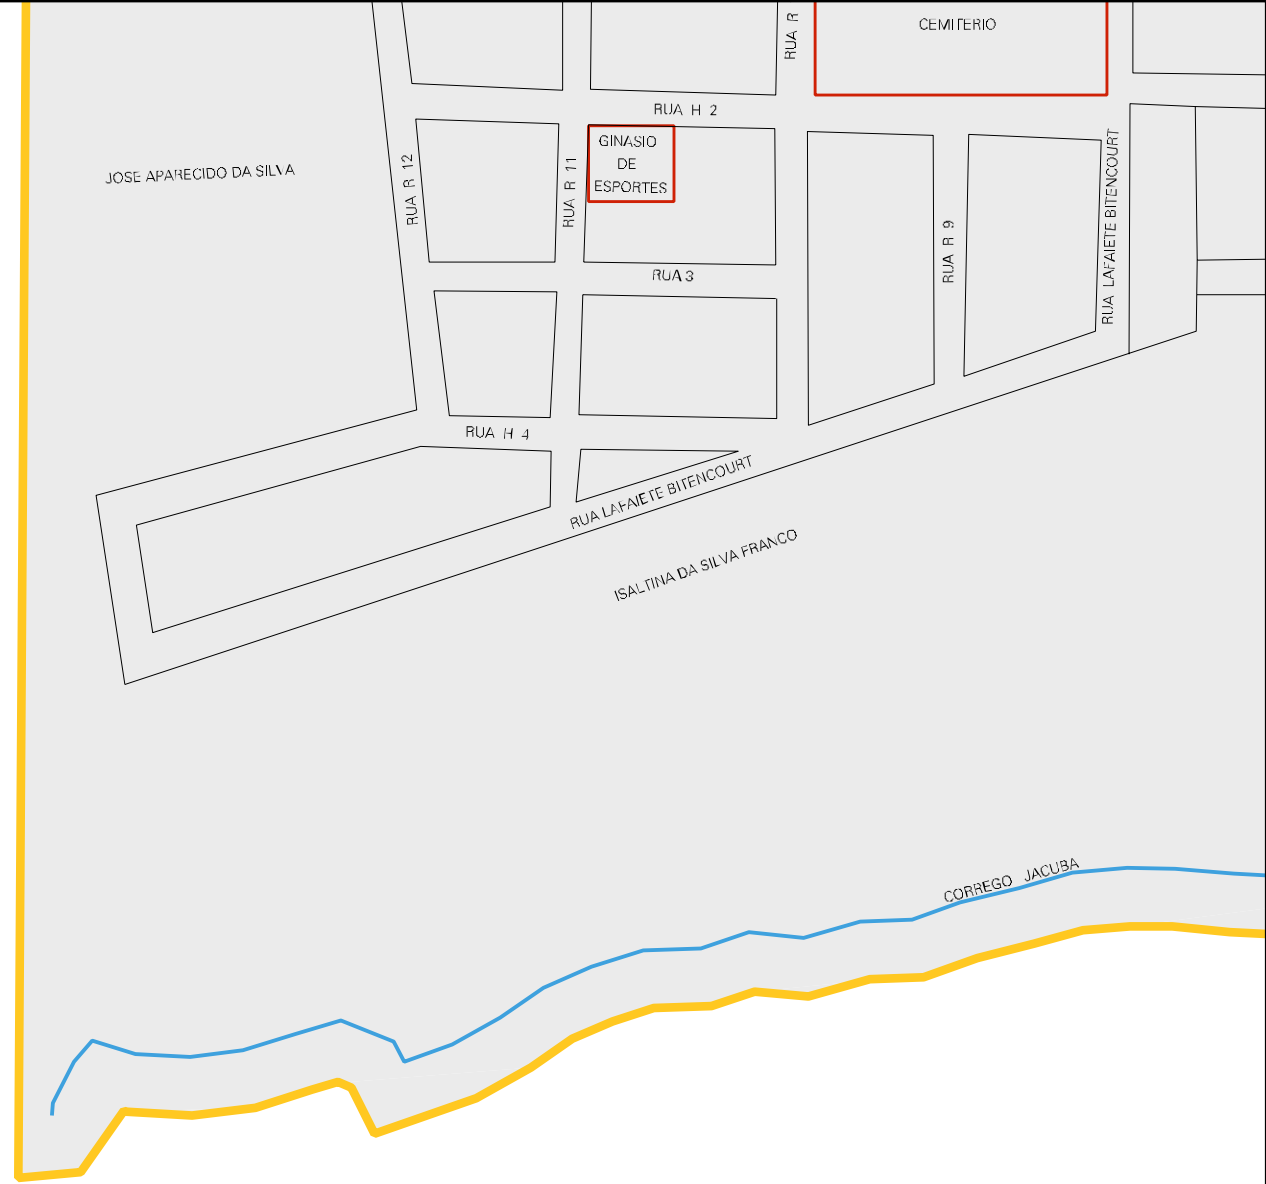 CEMITERIO
RUA R
RUA H 2
GINASIO
DE
ESPORTES
JOSE APARECIDO DA SILVA
RUA R 12
RUA R 11
RUA R 9
RUA LAFAIETE BITENCOURT
RUA 3
RUA H 4
RUA LAFAIETE BITENCOURT
ISALTINA DA SILVA FRANCO
CORREGO JACUBA